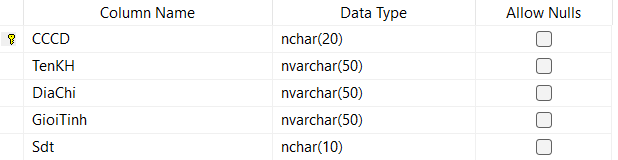 Column Name Data Type Allow Nulls
CCCD nchar(20)
TenKH nvarchar(50)
DiaChi nvarchar(50)
GioiTinh nvarchar(50)
Sdt nchar(10)